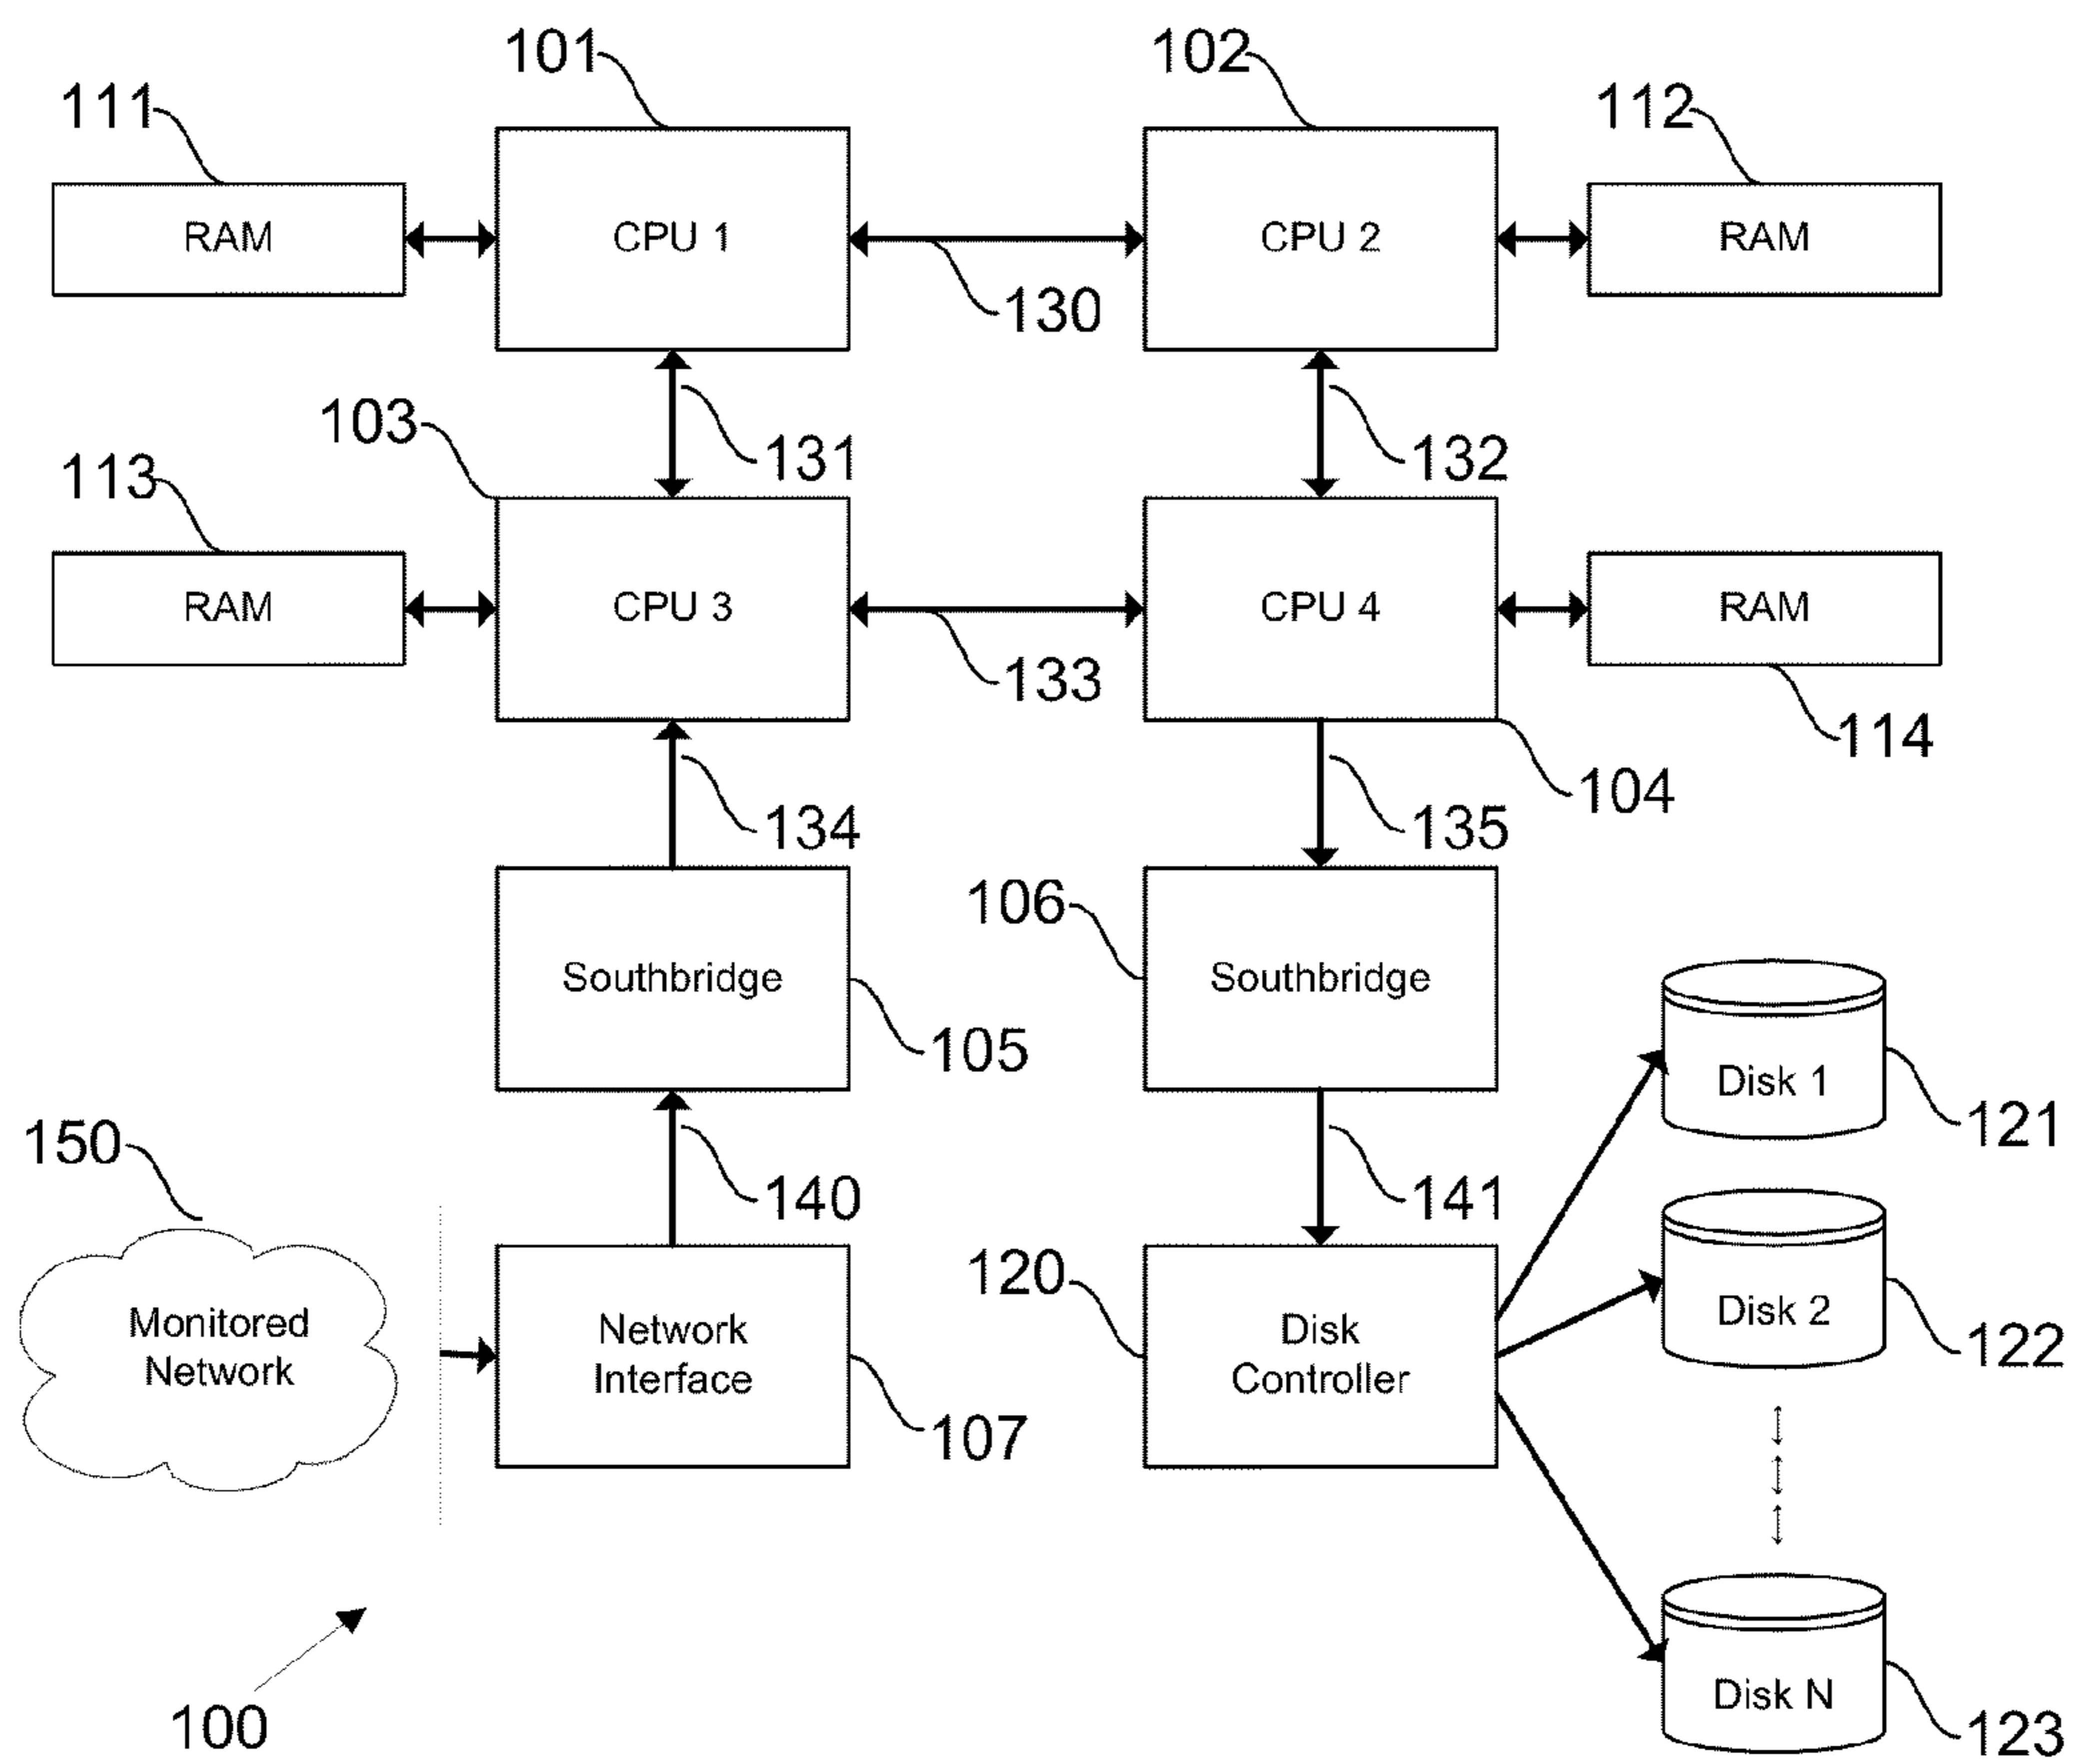 101
102
111
112
RAM
CPU 1
CPU 2
RAM
130
103
131
132
113
RAM
CPU 3
CPU 4
RAM
133
114
104
134
135
106
Southbridge
Southbridge
105
Disk 1
121
150
140
141
120
Monitored
Network
Network
Interface
Disk
Controller
Disk 2
122
107
Disk N
100
123